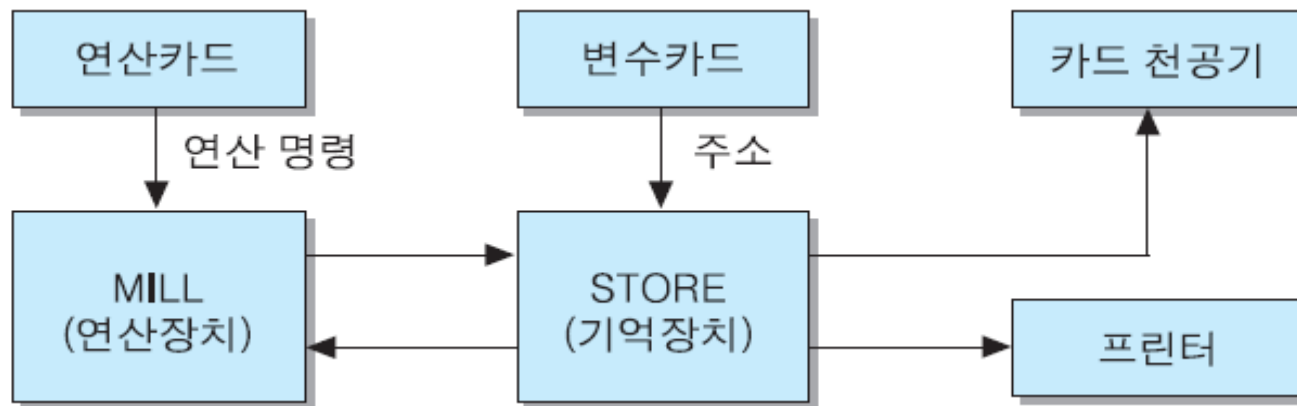 연산카드
변수카드
카드 천공기
연산 명령
주소
MILL
(연산장치)
STORE
(기억장치)
프린터